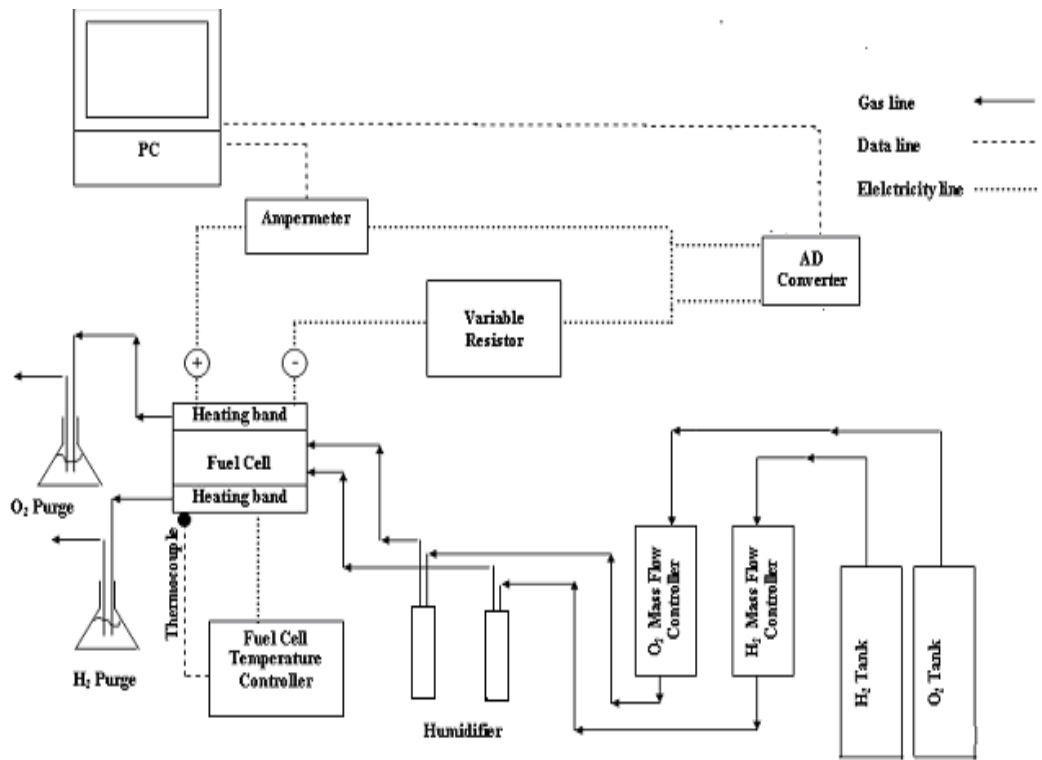 PC
Gas line
Data line
Elelctricity line
Ampermeter
AD
Converter
Variable
Resistor
+
-
Heating band
Fuel Cell
Heating band
O₂ Purge
H₂ Purge
Thermocouple
Fuel Cell
Temperature
Controller
Humidifier
O₂ Mass Flow
Controller
H₂ Mass Flow
Controller
H₂ Tank
O₂ Tank